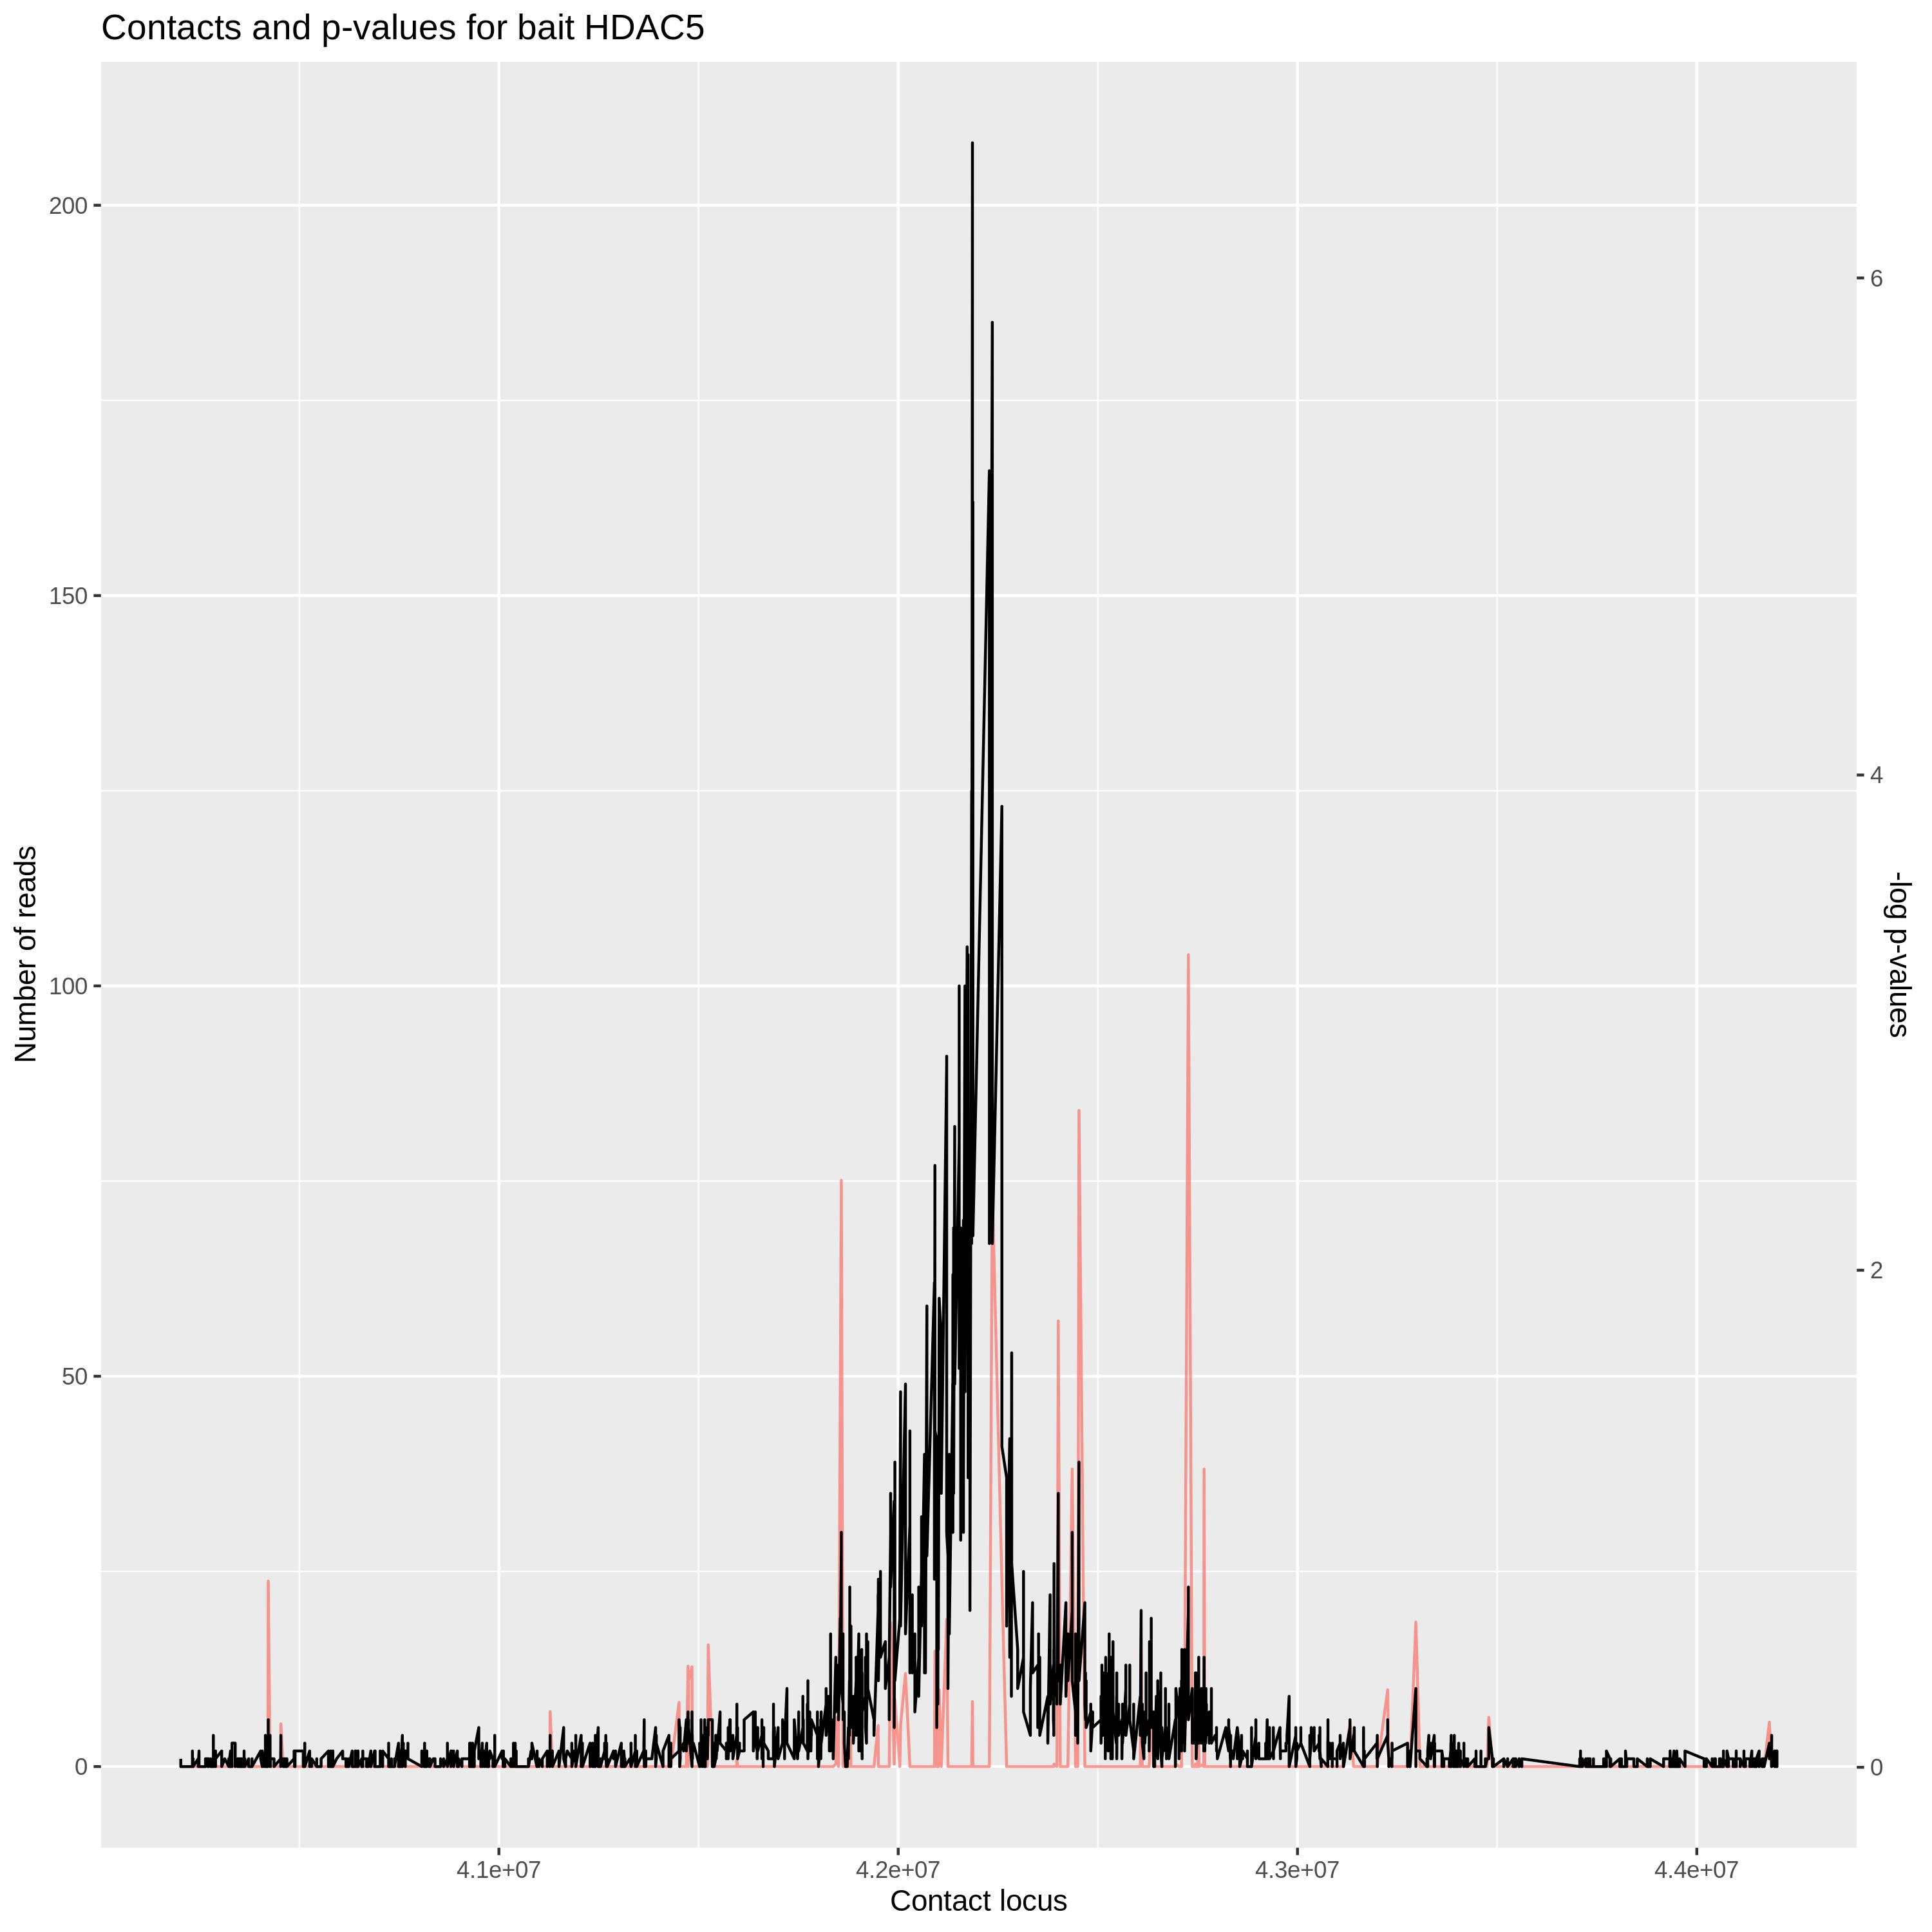 Contacts and p-values for bait HDAC5
200
150
100
50
0
6
4
2
0
Number of reads
-log p-values
4.1e+07
4.2e+07
4.3e+07
4.4e+07
Contact locus